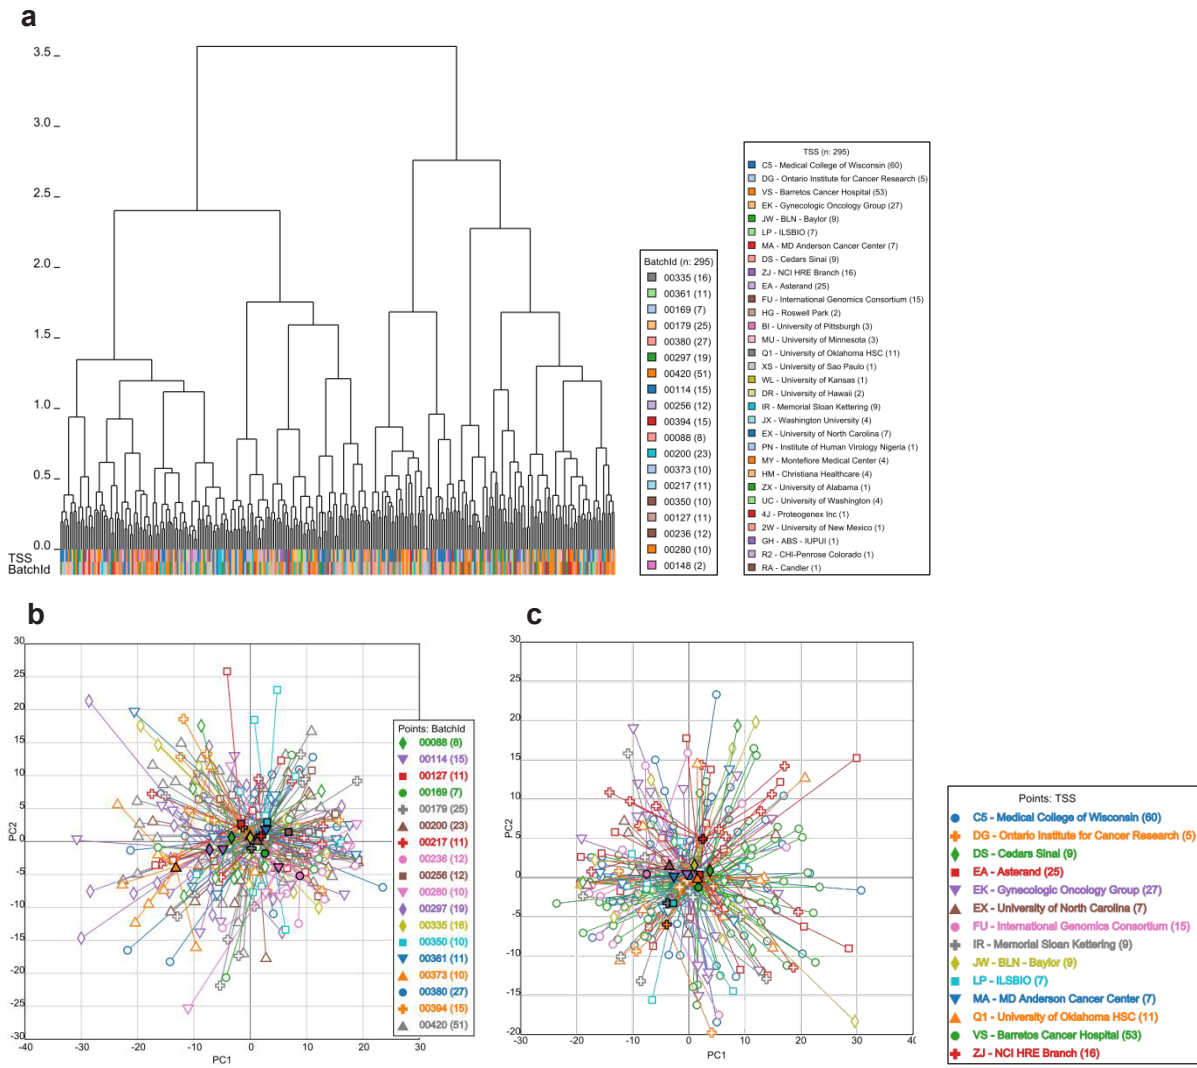 a
3.5
3.0
2.5
2.0
1.5
1.0
0.5
0.0
TSS
BatchId
BatchId (n: 295)
00335 (16)
00361 (11)
00169 (7)
00179 (25)
00380 (27)
00297 (19)
00420 (51)
00114 (15)
00256 (12)
00394 (15)
00088 (8)
00200 (23)
00373 (10)
00217 (11)
00350 (10)
00127 (11)
00236 (12)
00280 (10)
00148 (2)
TSS (n: 295)
C5 - Medical College of Wisconsin (60)
DG - Ontario Institute for Cancer Research (5)
VS - Barretos Cancer Hospital (53)
EK - Gynecologic Oncology Group (27)
JW - BLN - Baylor (9)
LP - ILSBIO (7)
MA - MD Anderson Cancer Center (7)
DS - Cedars Sinai (9)
ZJ - NCI HRE Branch (16)
EA - Asterand (25)
FU - International Genomics Consortium (15)
HG - Roswell Park (2)
BI - University of Pittsburgh (3)
MU - University of Minnesota (3)
Q1 - University of Oklahoma HSC (11)
XS - University of Sao Paulo (1)
WL - University of Kansas (1)
DR - University of Hawaii (2)
IR - Memorial Sloan Kettering (9)
JX - Washington University (4)
EX - University of North Carolina (7)
PN - Institute of Human Virology Nigeria (1)
MY - Montefiore Medical Center (4)
HM - Christiana Healthcare (4)
ZX - University of Alabama (1)
UC - University of Washington (4)
4J - Proteogenex Inc (1)
2W - University of New Mexico (1)
GH - ABS - IUPUI (1)
R2 - CHI-Penrose Colorado (1)
RA - Candler (1)
b
30
25
20
15
10
5
0
-5
-10
-15
-20
-25
-30
PC2
-40
-30
-20
-10
0
10
20
30
PC1
Points: BatchId
00088 (8)
00114 (15)
00127 (11)
00169 (7)
00179 (25)
00200 (23)
00217 (11)
00236 (12)
00256 (12)
00280 (10)
00297 (19)
00335 (16)
00350 (10)
00361 (11)
00373 (10)
00380 (27)
00394 (15)
00420 (51)
c
30
25
20
15
10
5
0
-5
-10
-15
-20
PC2
-30
-20
-10
0
10
20
30
PC1
Points: TSS
C5 - Medical College of Wisconsin (60)
DG - Ontario Institute for Cancer Research (5)
DS - Cedars Sinai (9)
EA - Asterand (25)
EK - Gynecologic Oncology Group (27)
EX - University of North Carolina (7)
FU - International Genomics Consortium (15)
IR - Memorial Sloan Kettering (9)
JW - BLN - Baylor (9)
LP - ILSBIO (7)
MA - MD Anderson Cancer Center (7)
Q1 - University of Oklahoma HSC (11)
VS - Barretos Cancer Hospital (53)
ZJ - NCI HRE Branch (16)